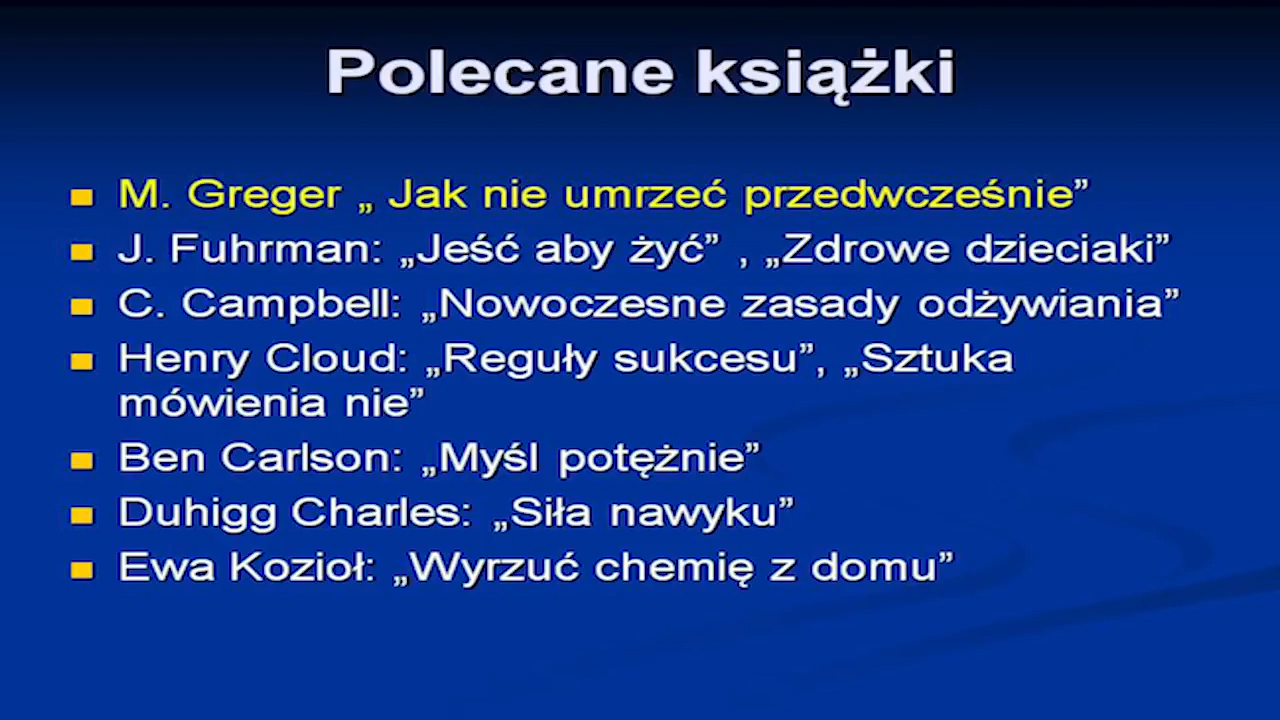 Polecane książki
M. Greger „ Jak nie umrzeć przedwcześnie”
J. Fuhrman: „Jeść aby żyć” , „Zdrowe dzieciaki”
C. Campbell: „Nowoczesne zasady odżywiania”
Henry Cloud: „Reguły sukcesu”, „Sztuka
mówienia nie”
Ben Carlson: „Myśl potężnie”
Duhigg Charles: „Siła nawyku”
Ewa Kozioł: „Wyrzuć chemię z domu”